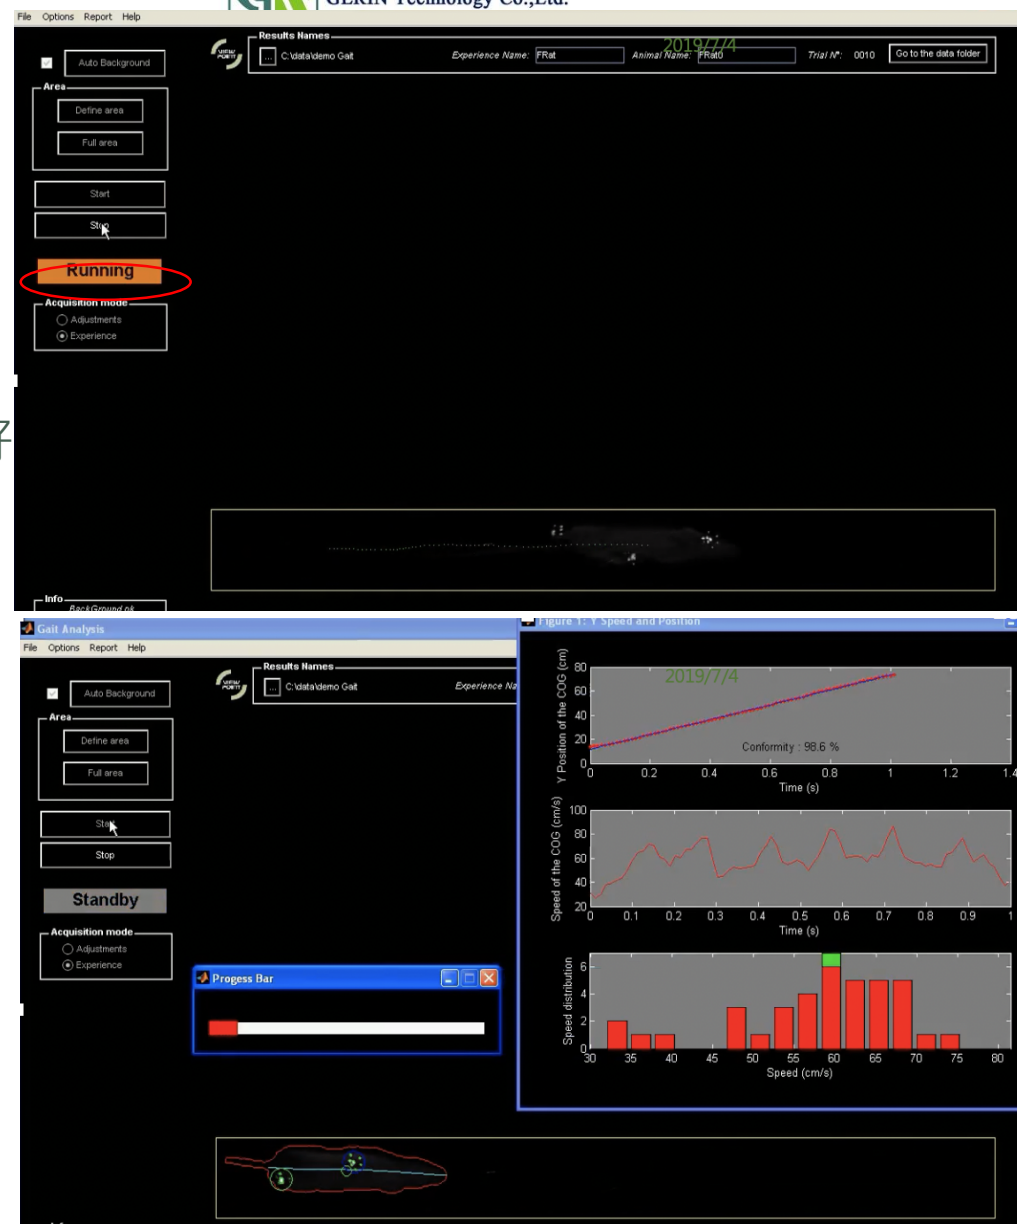 GERIN Technology Co.,Ltd.
File Options Report Help
Results Names
VIEW POINT
... C:\data\demo Gait Experience Name: FRat Animal Name: FRat0 Trial N°: 0010 Go to the data folder
2019/7/4
Auto Background
Area
Define area
Full area
Start
Stop
Running
Acquisition mode
Adjustments
Experience
Info
BackGround ok
Gait Analysis
File Options Report Help
Results Names
VIEW POINT
... C:\data\demo Gait Experience Na
Auto Background
Area
Define area
Full area
Start
Stop
Standby
Acquisition mode
Adjustments
Experience
Progess Bar
Figure 1: Y Speed and Position
2019/7/4
Y Position of the COG (cm)
80
60
40
20
0
Conformity : 98.6 %
0 0.2 0.4 0.6 0.8 1 1.2 1.4
Time (s)
Speed of the COG (cm/s)
100
80
60
40
20
0 0.1 0.2 0.3 0.4 0.5 0.6 0.7 0.8 0.9 1
Time (s)
Speed distribution
6
4
2
0
30 35 40 45 50 55 60 65 70 75 80
Speed (cm/s)